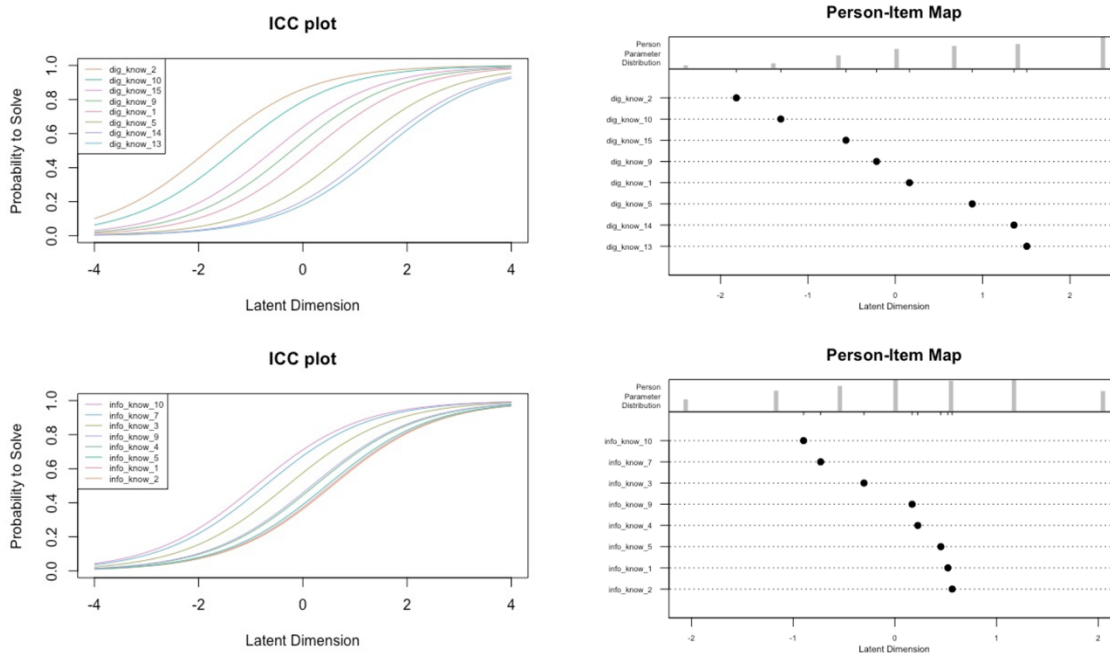 ICC plot
Probability to Solve
1.0
0.8
0.6
0.4
0.2
0.0
dig_know_2
dig_know_10
dig_know_15
dig_know_9
dig_know_1
dig_know_5
dig_know_14
dig_know_13
-4
-2
0
2
4
Latent Dimension
Person-Item Map
Person
Parameter
Distribution
dig_know_2
dig_know_10
dig_know_15
dig_know_9
dig_know_1
dig_know_5
dig_know_14
dig_know_13
-2
-1
0
1
2
Latent Dimension
ICC plot
Probability to Solve
1.0
0.8
0.6
0.4
0.2
0.0
info_know_10
info_know_7
info_know_3
info_know_9
info_know_4
info_know_5
info_know_1
info_know_2
-4
-2
0
2
4
Latent Dimension
Person-Item Map
Person
Parameter
Distribution
info_know_10
info_know_7
info_know_3
info_know_9
info_know_4
info_know_5
info_know_1
info_know_2
-2
-1
0
1
2
Latent Dimension